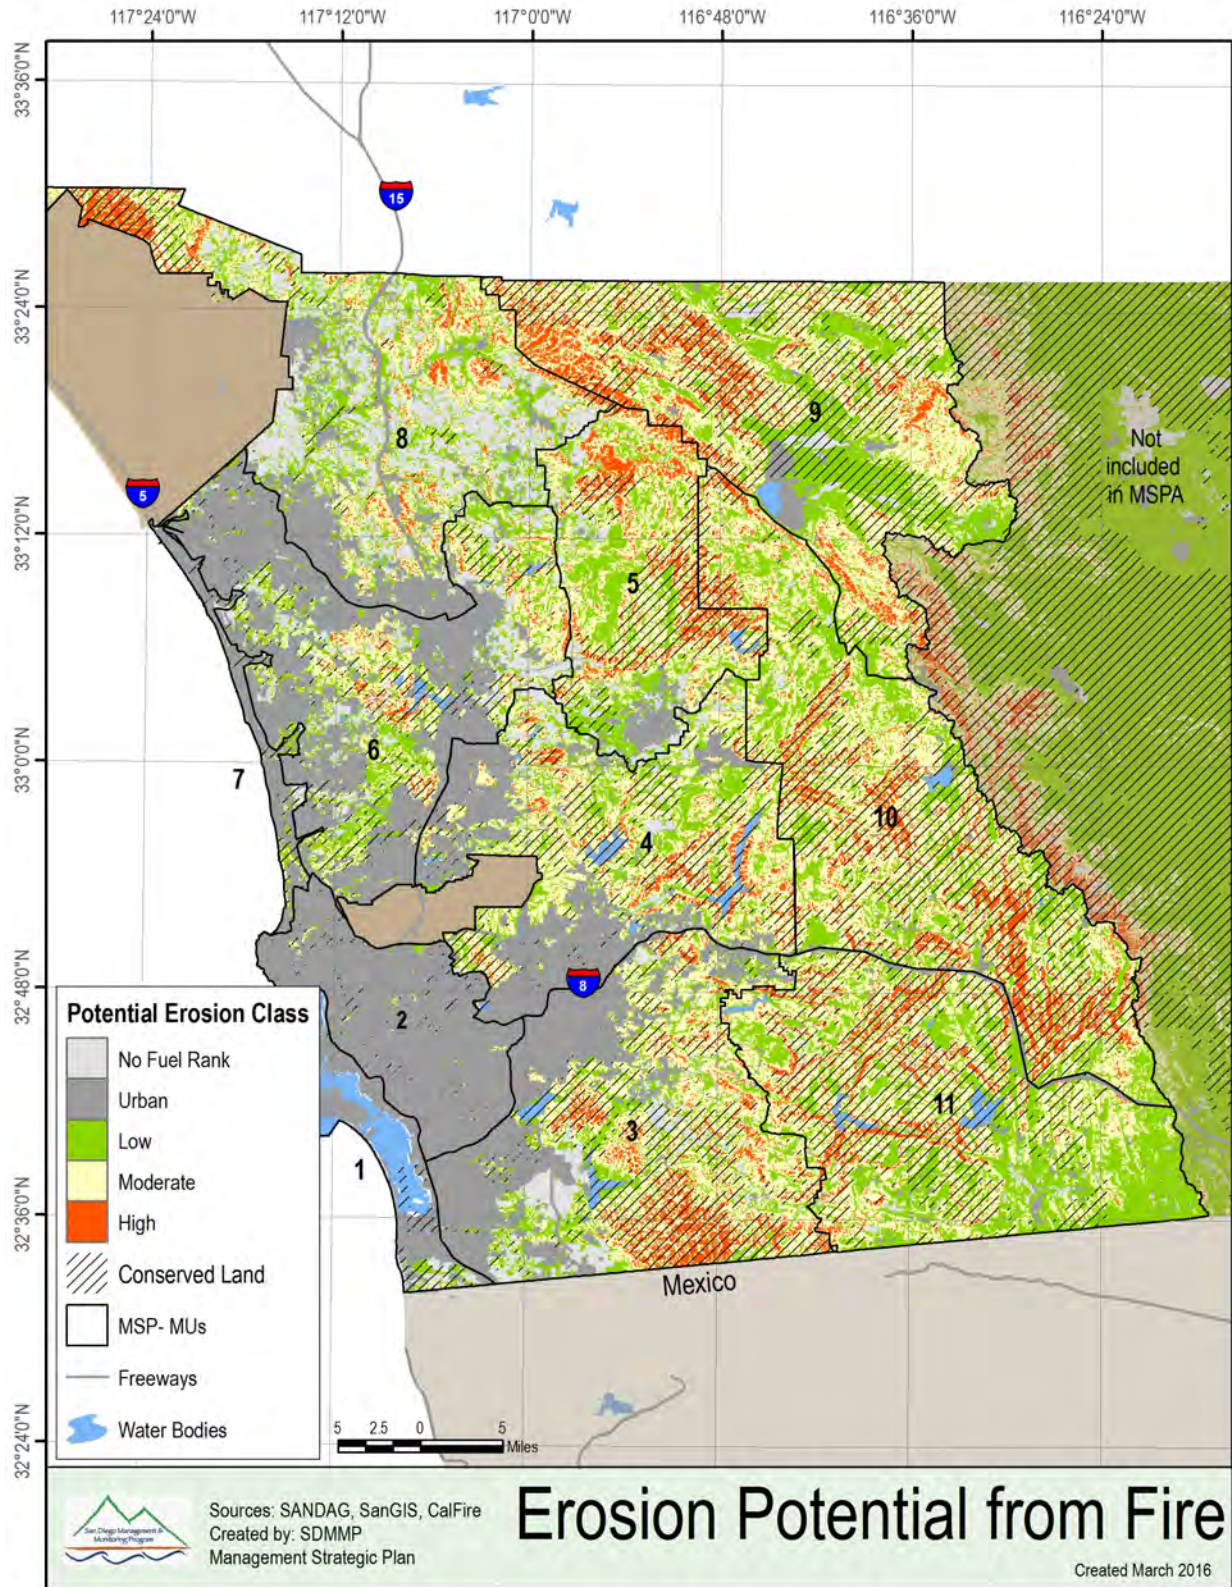 117°24'0"W 117°12'0"W 117°0'0"W 116°48'0"W 116°36'0"W 116°24'0"W
33°36'0"N
15
33°24'0"N
9
8
Not
included
in MSPA
5
33°12'0"N
5
6
33°0'0"N
7
10
4
32°48'0"N
8
2
11
3
1
32°36'0"N
Mexico
32°24'0"N
Potential Erosion Class
No Fuel Rank
Urban
Low
Moderate
High
Conserved Land
MSP- MUs
Freeways
Water Bodies
5 2.5 0 5
Miles
San Diego Management &
Monitoring Program
Sources: SANDAG, SanGIS, CalFire
Created by: SDMMP
Management Strategic Plan
Erosion Potential from Fire
Created March 2016